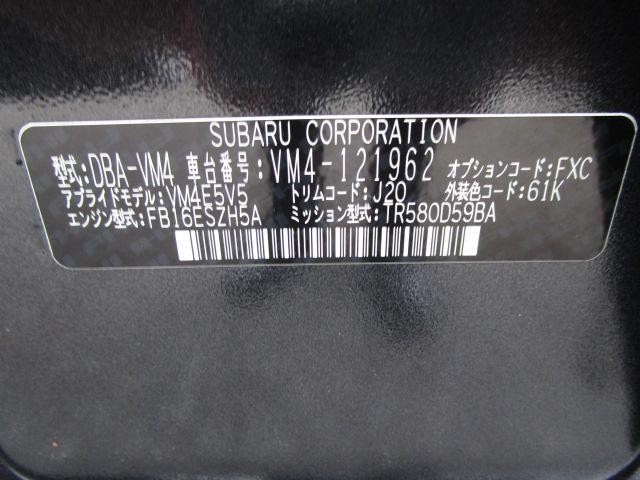 SUBARU CORPORATION
型式:DBA-VM4 車台番号:VM4-121962 オプションコード:FXC
アプライドモデル:VM4E5V5 トリムコード:J20 外装色コード:61K
エンジン型式:FB16ESZH5A ミッション型式:TR580D59BA